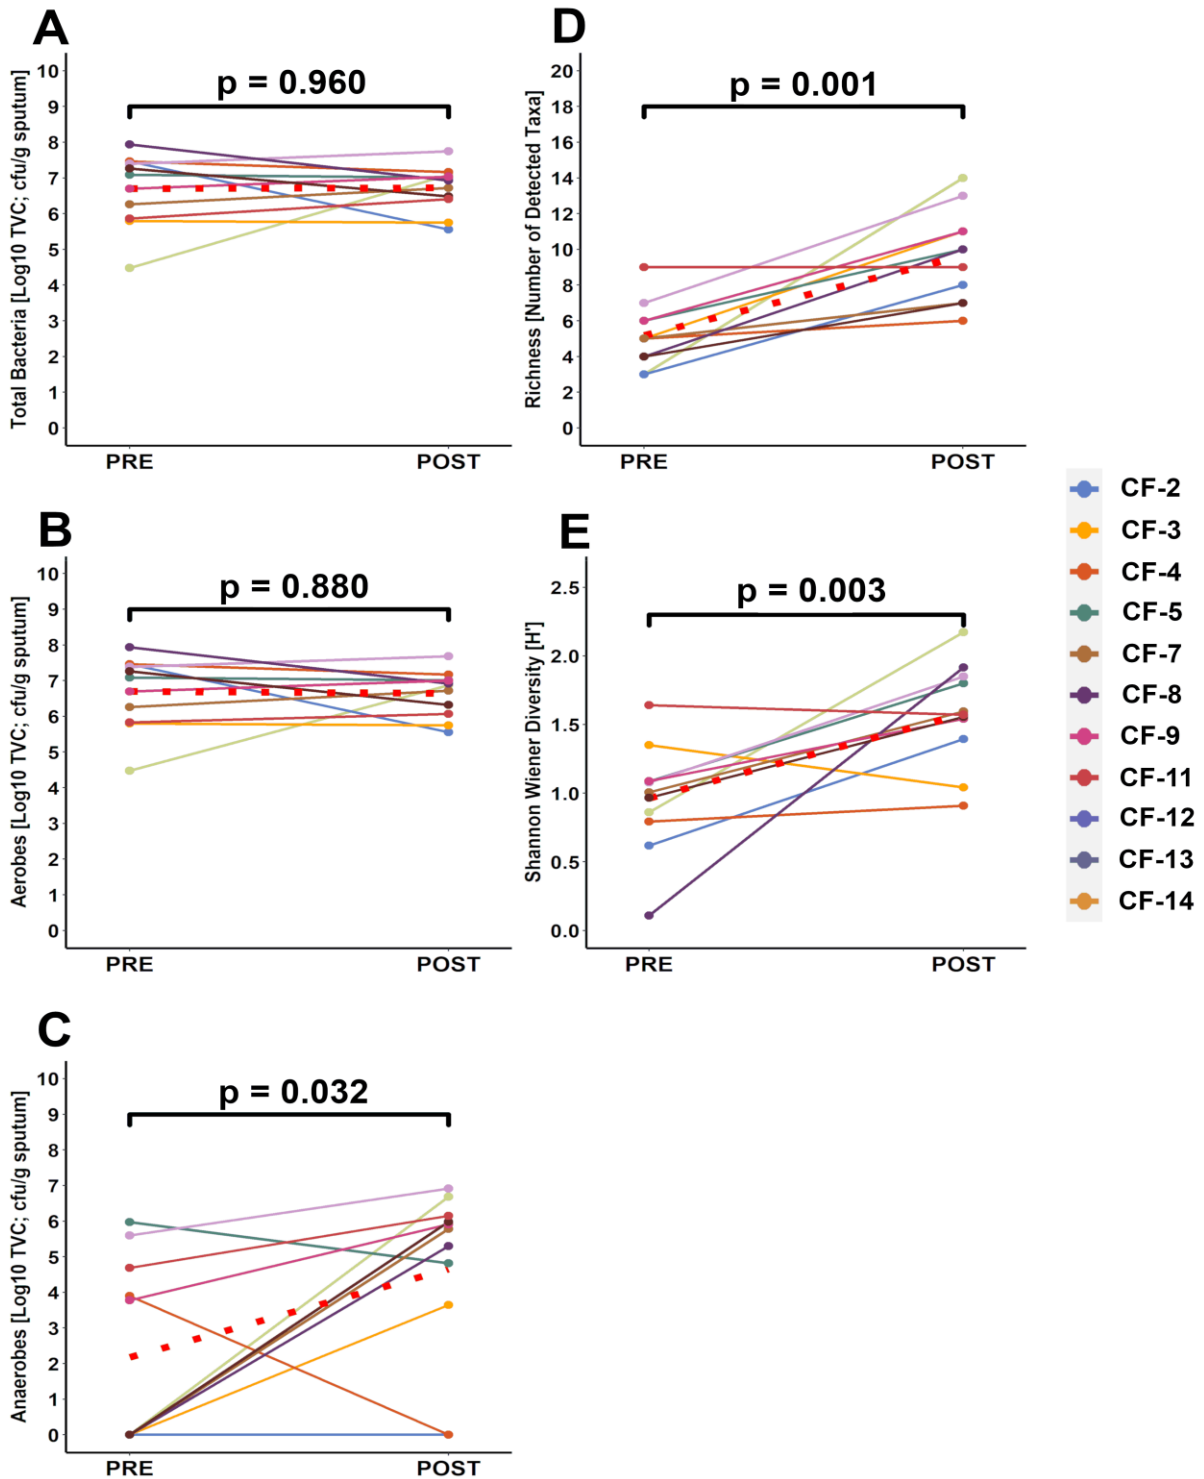 A
p = 0.960
Total Bacteria [Log10 TVC; cfu/g sputum]
10
9
8
7
6
5
4
3
2
1
0
PRE POST
D
p = 0.001
Richness [Number of Detected Taxa]
20
18
16
14
12
10
8
6
4
2
0
PRE POST
B
p = 0.880
Aerobes [Log10 TVC; cfu/g sputum]
10
9
8
7
6
5
4
3
2
1
0
PRE POST
E
p = 0.003
Shannon Wiener Diversity [H']
2.5
2.0
1.5
1.0
0.5
0.0
PRE POST
C
p = 0.032
Anaerobes [Log10 TVC; cfu/g sputum]
10
9
8
7
6
5
4
3
2
1
0
PRE POST
CF-2
CF-3
CF-4
CF-5
CF-7
CF-8
CF-9
CF-11
CF-12
CF-13
CF-14